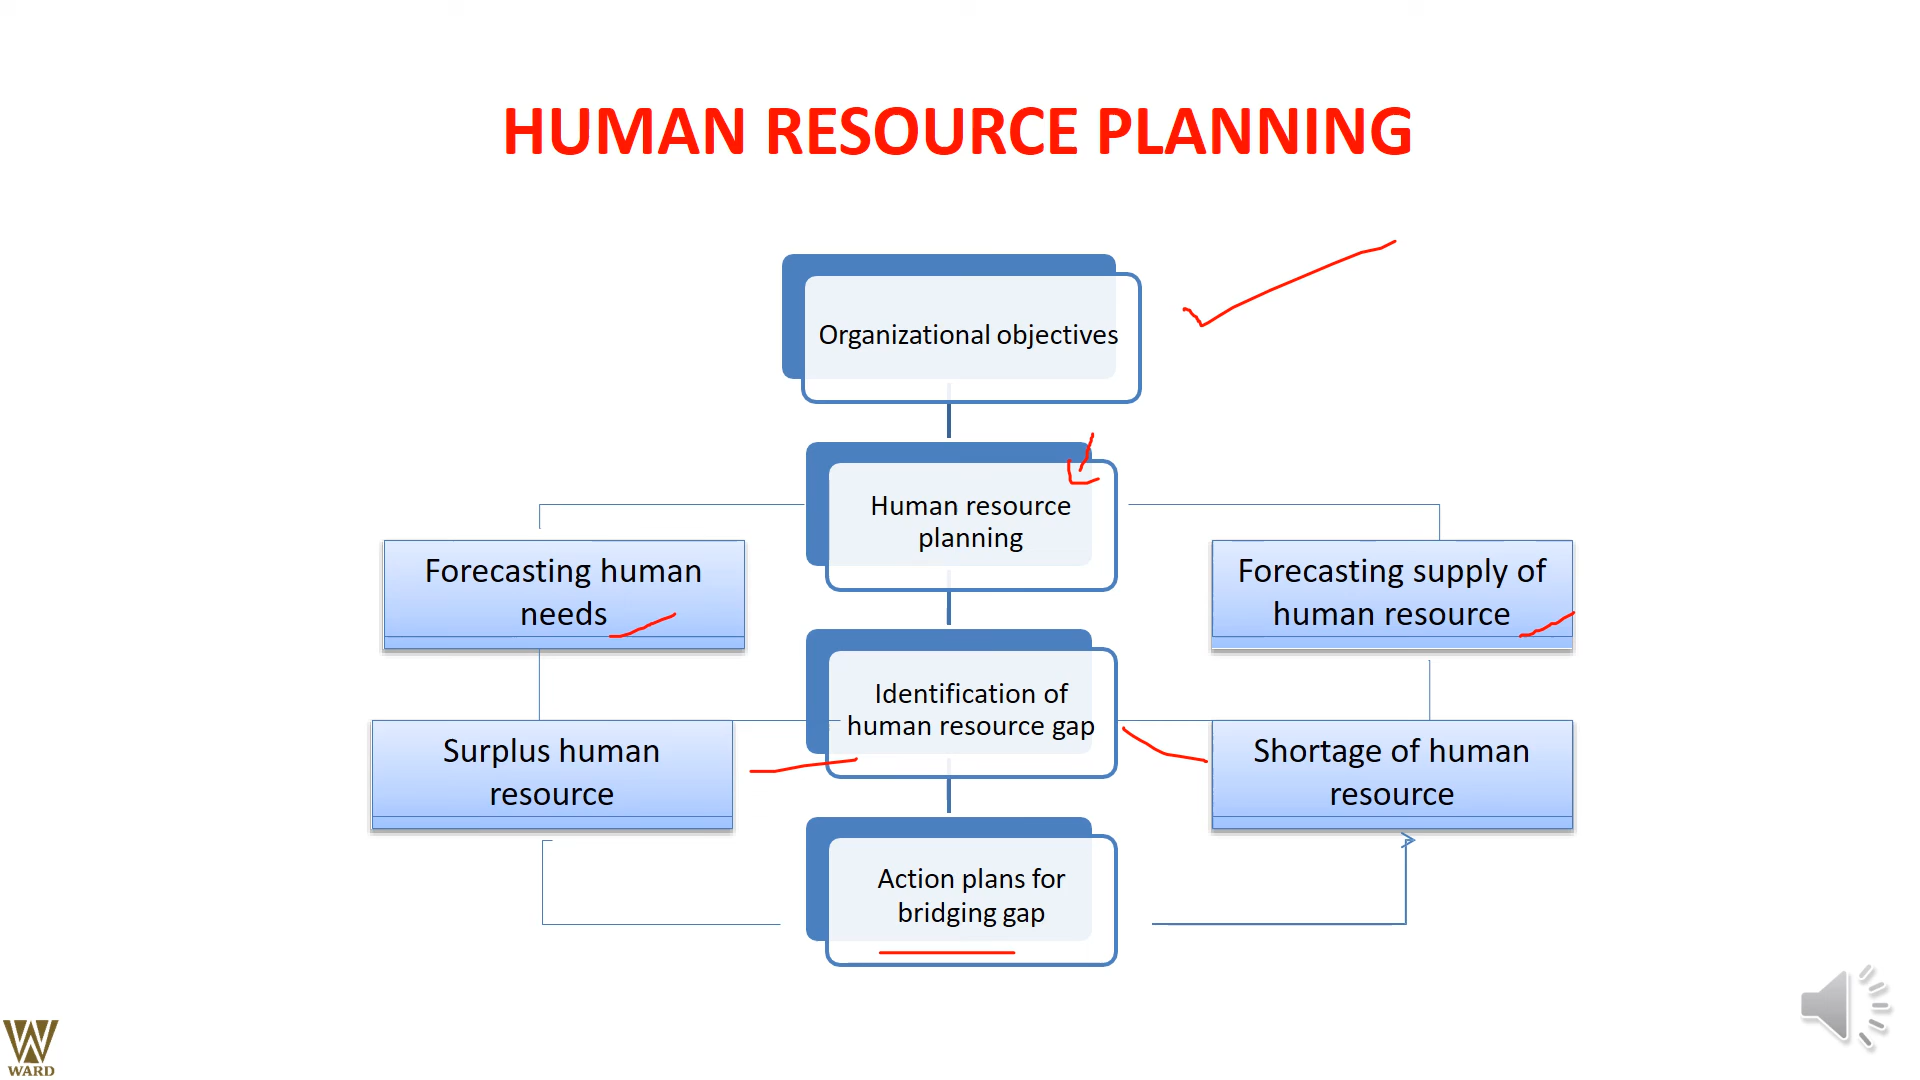 HUMAN RESOURCE PLANNING
Organizational objectives
Human resource
planning
Forecasting human
needs
Forecasting supply of
human resource
Identification of
human resource gap
Surplus human
resource
Shortage of human
resource
Action plans for
bridging gap
WARD